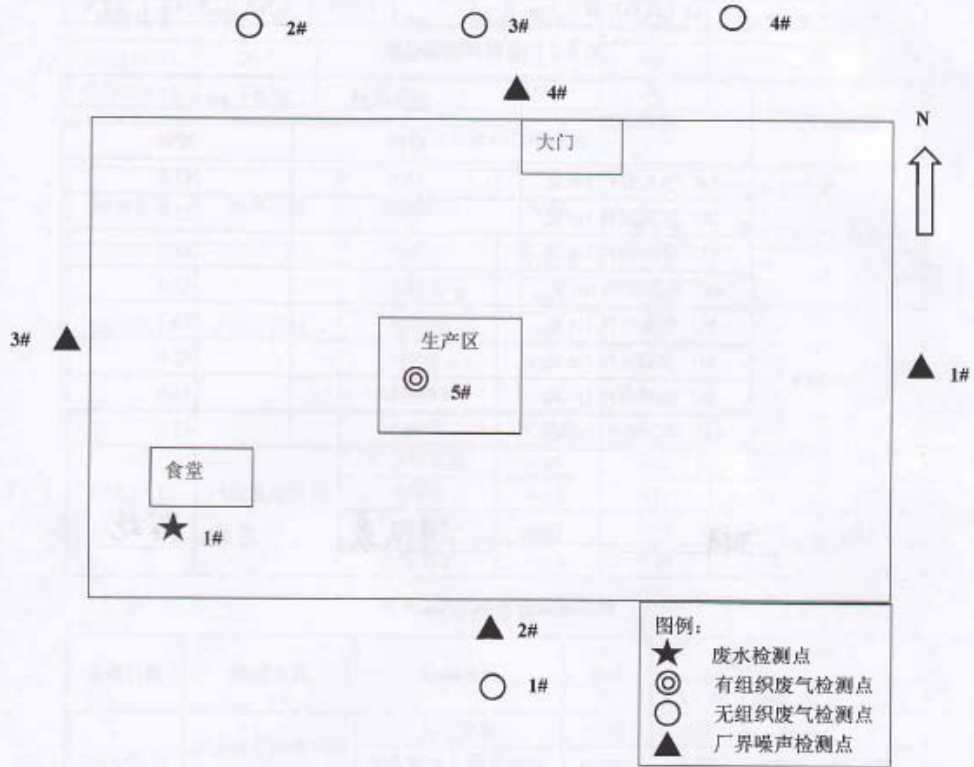 2#
3#
4#
4#
大门
N
3#
生产区
5#
1#
食堂
1#
2#
1#
图例：
废水检测点
有组织废气检测点
无组织废气检测点
厂界噪声检测点